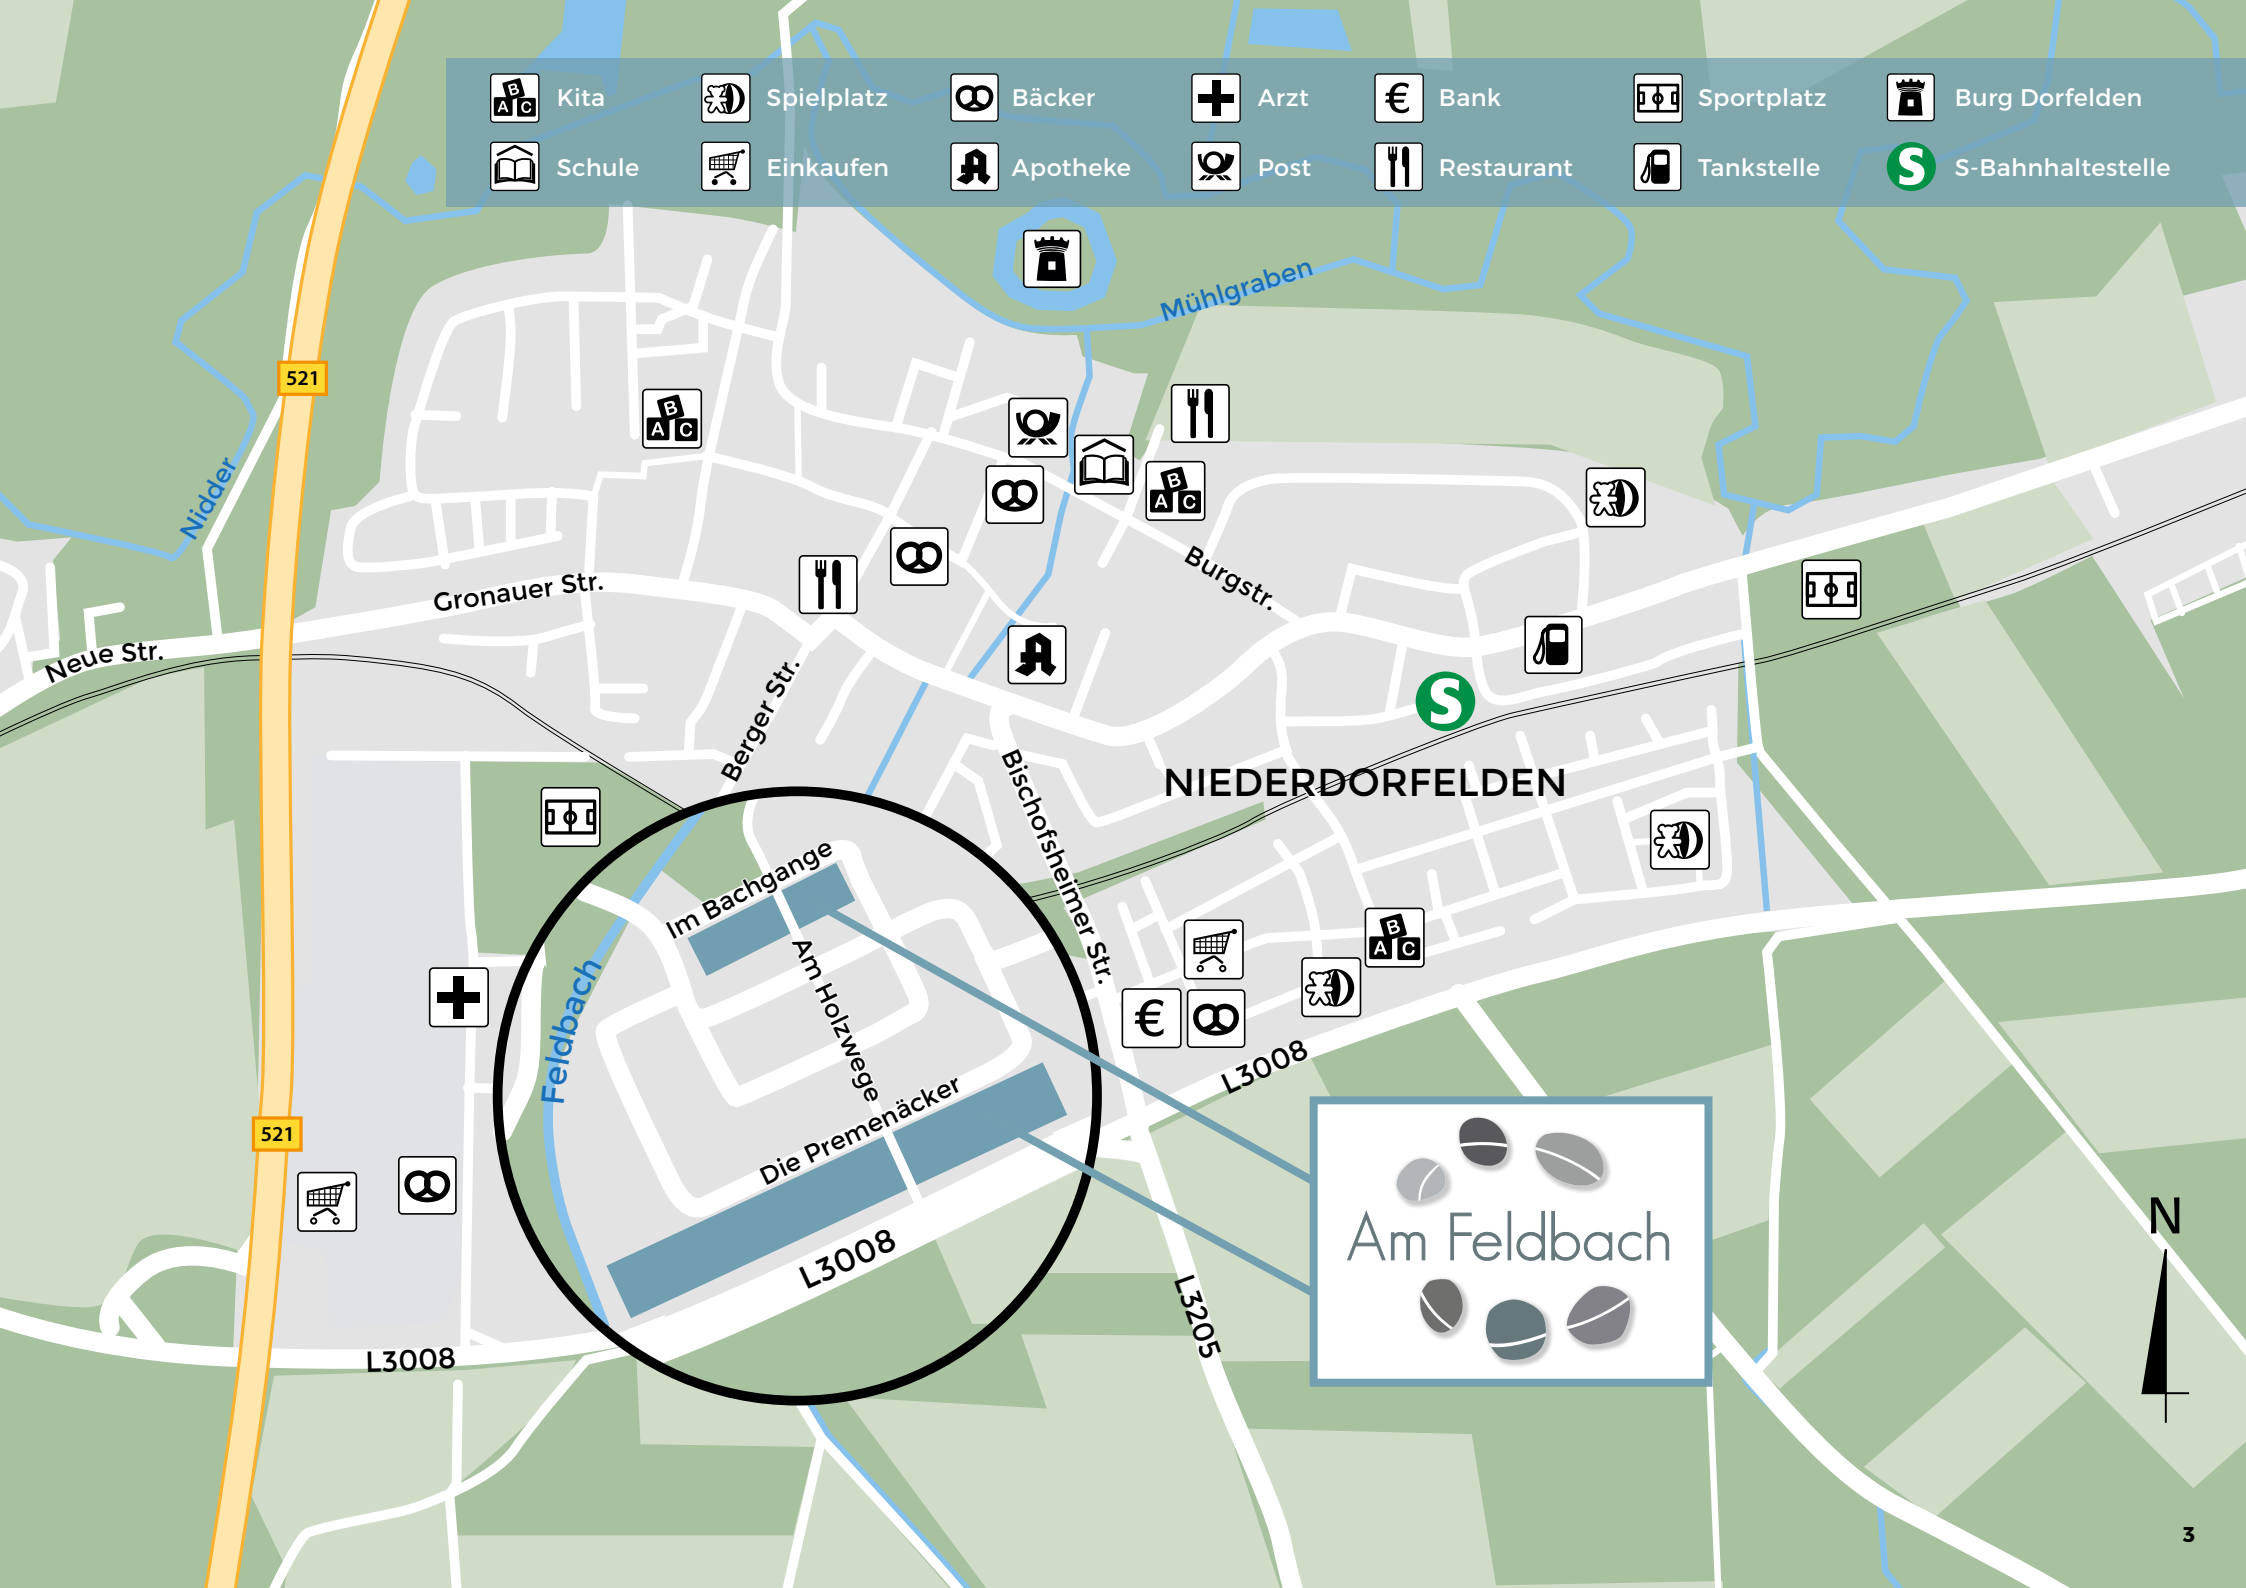 Kita
Spielplatz
Bäcker
Arzt
Bank
Sportplatz
Burg Dorfelden
Schule
Einkaufen
Apotheke
Post
Restaurant
Tankstelle
S-Bahnhaltestelle
A B C
€
S
Mühlgraben
521
Nidder
A B C
A B C
Gronauer Str.
Burgstr.
Neue Str.
Berger Str.
S
NIEDERDORFELDEN
Bischofsheimer Str.
Im Bachgange
Am Holzwege
A B C
Feldbach
€
L3008
Die Premenäcker
521
Am Feldbach
L3008
L3205
L3008
N
3